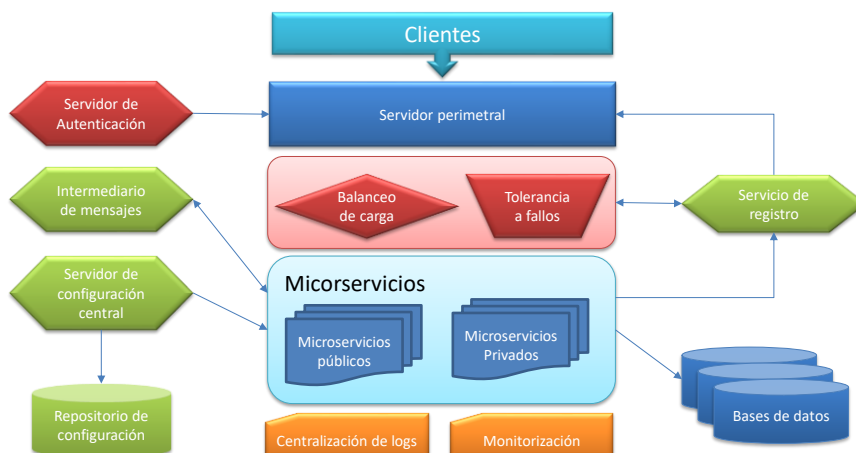 Clientes
Servidor de
Autenticación
Servidor perimetral
Intermediario
de mensajes
Balanceo
de carga
Tolerancia
a fallos
Servicio de
registro
Servidor de
configuración
central
Micorservicios
Microservicios
públicos
Microservicios
Privados
Repositorio de
configuración
Bases de datos
Centralización de logs
Monitorización